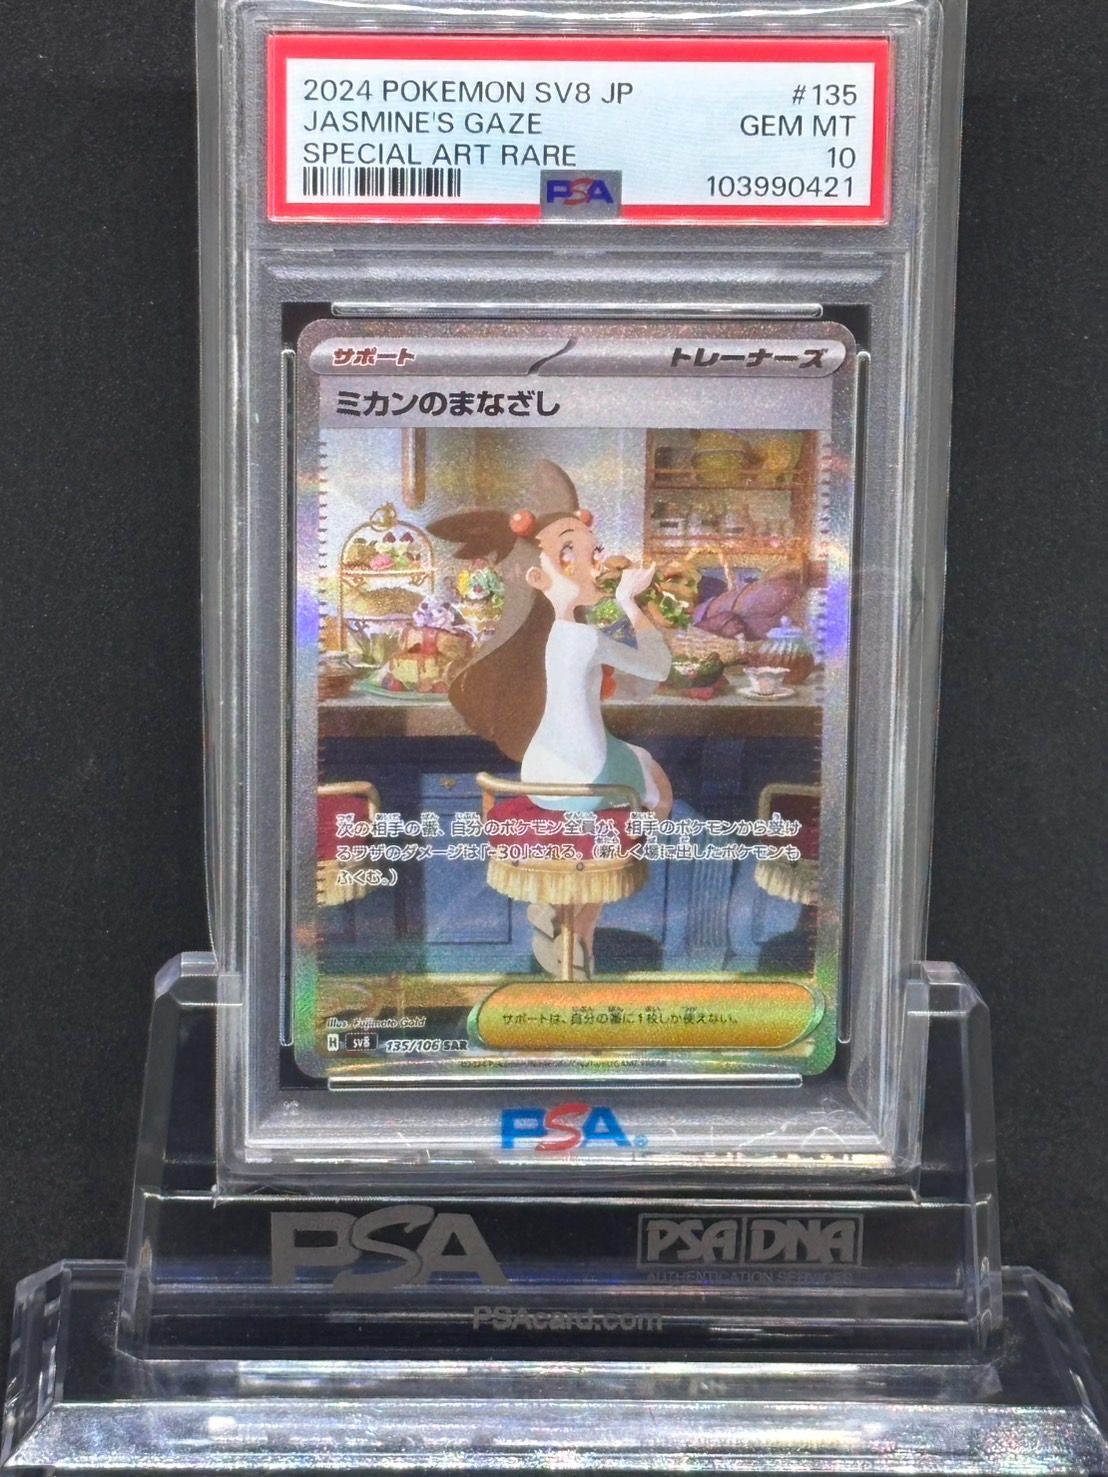 2024 POKEMON SV8 JP #135
JASMINE'S GAZE GEM MT
SPECIAL ART RARE 10
PSA 103990421
サポート トレーナーズ
ミカンのまなざし
次の相手の番、自分のポケモン全員が、相手のポケモンから受け
るワザのダメージは「-30」される。(新しく場に出したポケモンも
ふくむ。)
サポートは、自分の番に1枚しか使えない。
Illus. Fujimoto Gold
H sv8 135/106 SAR
PSA
PSA PSA DNA
AUTHENTICATION SERVICES
PSAcard.com